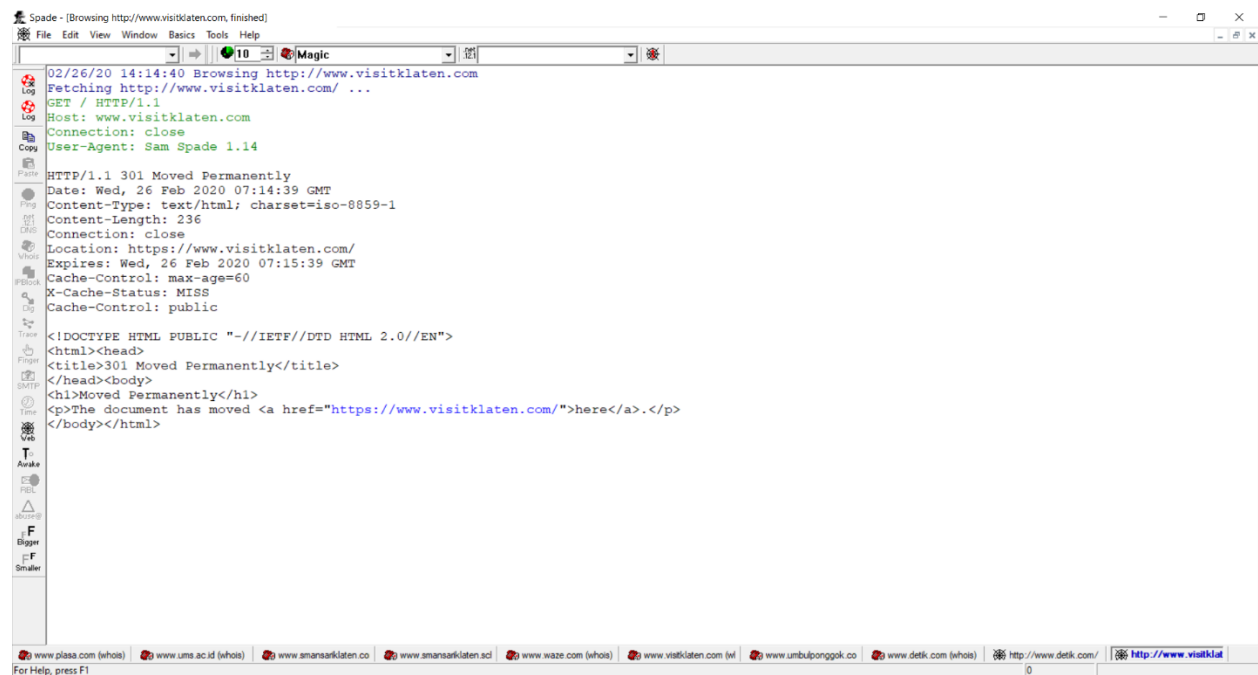 Spade - [Browsing http://www.visitklaten.com, finished]
File Edit View Window Basics Tools Help
10 Magic
02/26/20 14:14:40 Browsing http://www.visitklaten.com
Fetching http://www.visitklaten.com/ ...
GET / HTTP/1.1
Host: www.visitklaten.com
Connection: close
User-Agent: Sam Spade 1.14
HTTP/1.1 301 Moved Permanently
Date: Wed, 26 Feb 2020 07:14:39 GMT
Content-Type: text/html; charset=iso-8859-1
Content-Length: 236
Connection: close
Location: https://www.visitklaten.com/
Expires: Wed, 26 Feb 2020 07:15:39 GMT
Cache-Control: max-age=60
X-Cache-Status: MISS
Cache-Control: public
<!DOCTYPE HTML PUBLIC "-//IETF//DTD HTML 2.0//EN">
<html><head>
<title>301 Moved Permanently</title>
</head><body>
<h1>Moved Permanently</h1>
<p>The document has moved <a href="https://www.visitklaten.com/">here</a>.</p>
</body></html>
Log
Log
Copy
Paste
Ping
DNS
Whois
IPBlock
Dig
Trace
Finger
SMTP
Time
Web
Awake
RBL
abuse@
Bigger
Smaller
www.plasa.com (whois) www.ums.ac.id (whois) www.smansariklaten.co www.smansariklaten.scl www.waze.com (whois) www.visitklaten.com (wl www.umbulponggok.co www.detik.com (whois) http://www.detik.com/ http://www.visitklat
For Help, press F1 0